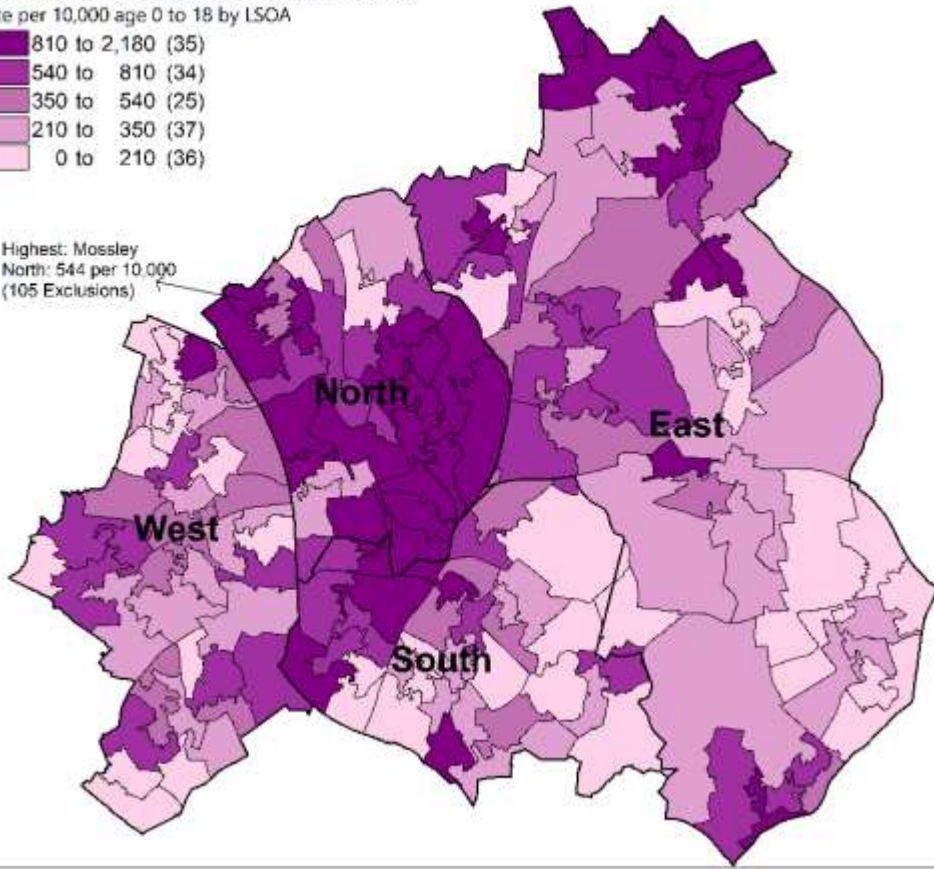 per 10,000 age 0 to 18 by LSOA
810 to 2,180 (35)
540 to 810 (34)
350 to 540 (25)
210 to 350 (37)
0 to 210 (36)
Highest: Mossley
North: 544 per 10,000
(105 Exclusions)
North
East
West
South